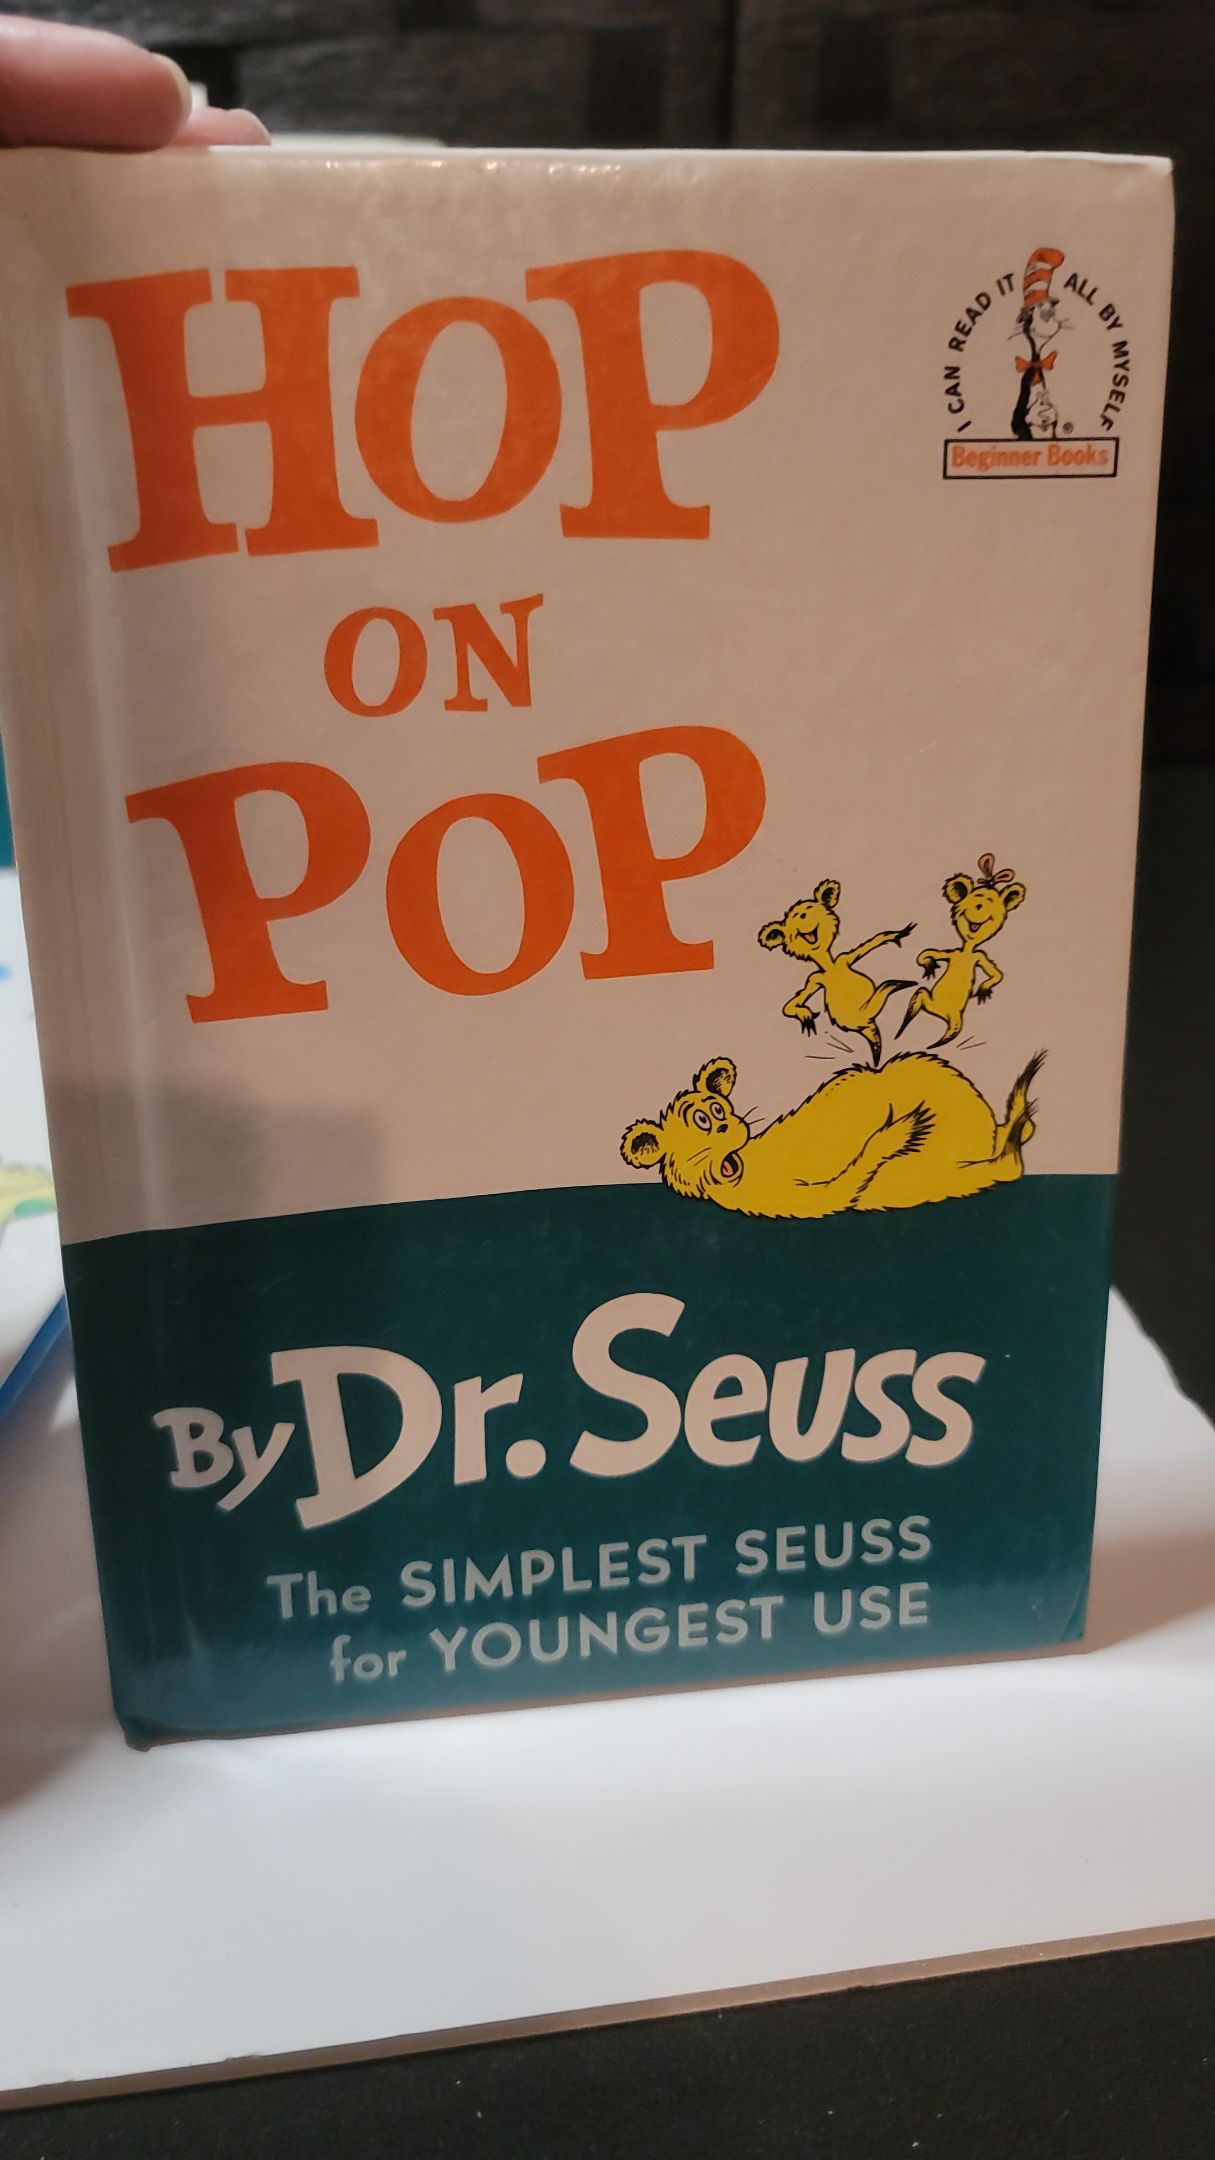 HOP
ON
POP
I CAN READ IT ALL BY MYSELF
®
Beginner Books
By Dr. Seuss
The SIMPLEST SEUSS
for YOUNGEST USE